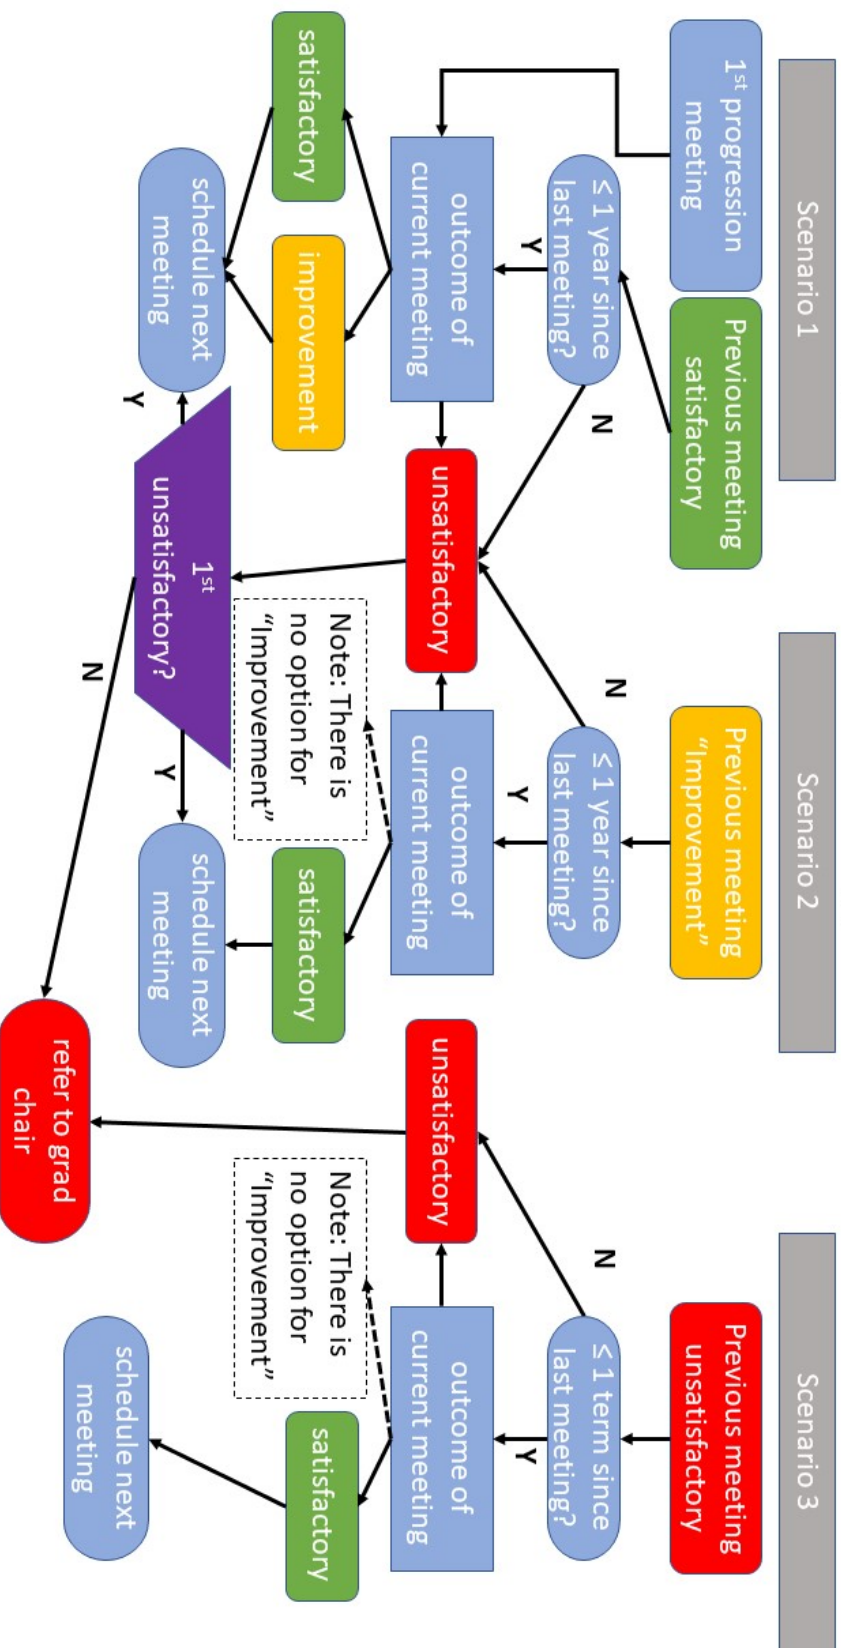 Scenario 1
1st progression
meeting
Previous meeting
satisfactory
≤ 1 year since
last meeting?
N
Y
outcome of
current meeting
unsatisfactory
satisfactory
improvement
schedule next
meeting
Y
1st
unsatisfactory?
N
Y
Scenario 2
Previous meeting
“Improvement”
N
≤ 1 year since
last meeting?
Y
outcome of
current meeting
Note: There is
no option for
“Improvement”
satisfactory
schedule next
meeting
Scenario 3
Previous meeting
unsatisfactory
N
≤ 1 term since
last meeting?
Y
unsatisfactory
outcome of
current meeting
Note: There is
no option for
“Improvement”
satisfactory
schedule next
meeting
refer to grad
chair